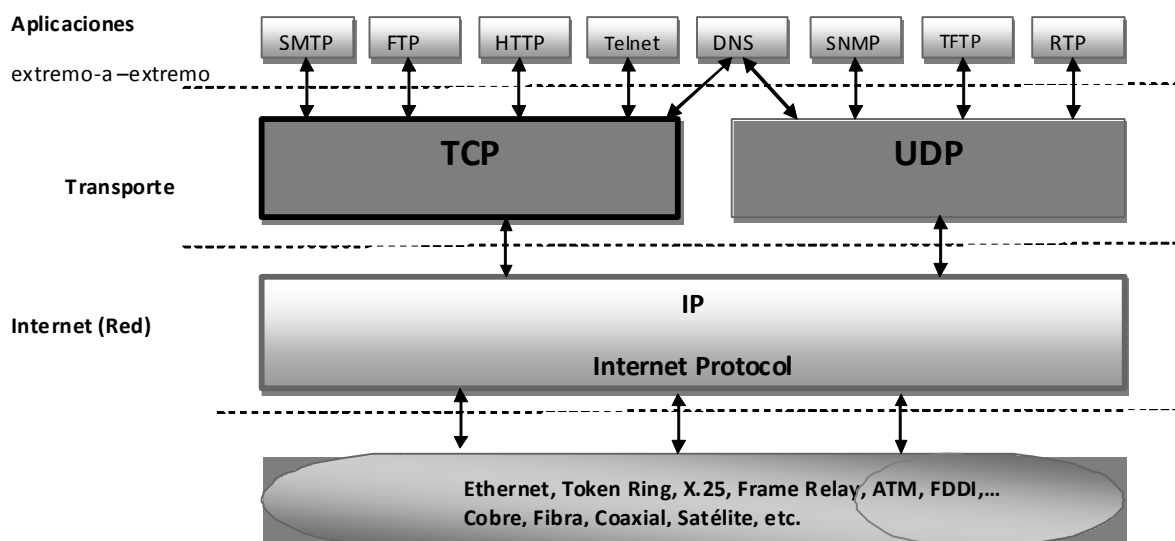 Aplicaciones
SMTP
FTP
HTTP
Telnet
DNS
SNMP
TFTP
RTP
extremo-a –extremo
TCP
UDP
Transporte
IP
Internet (Red)
Internet Protocol
Ethernet, Token Ring, X.25, Frame Relay, ATM, FDDI,...
Cobre, Fibra, Coaxial, Satélite, etc.